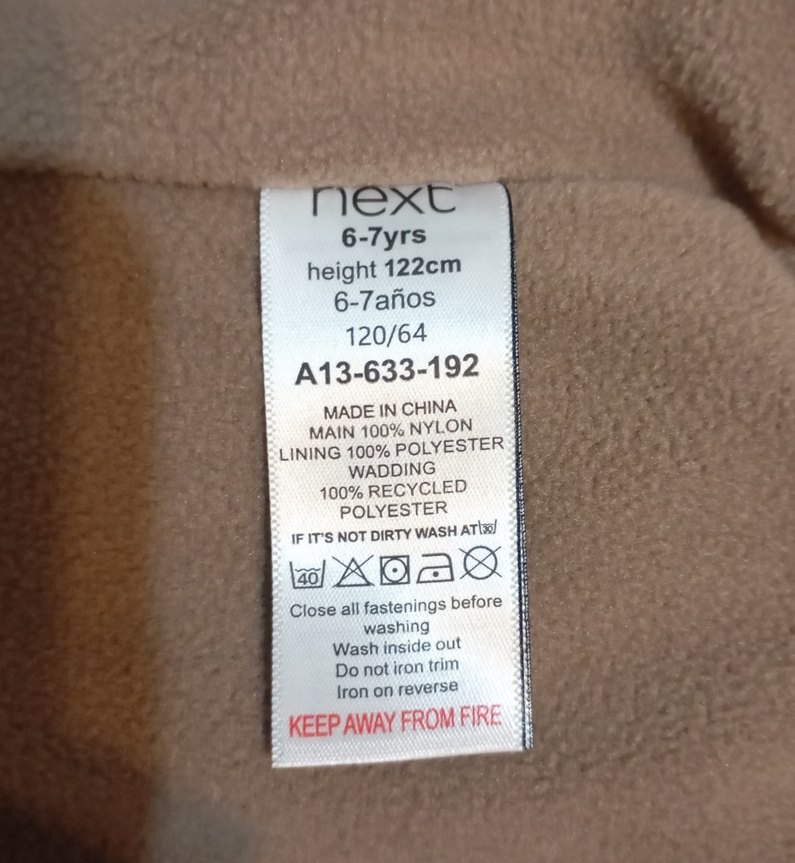 next
6-7yrs
height 122cm
6-7años
120/64
A13-633-192
MADE IN CHINA
MAIN 100% NYLON
LINING 100% POLYESTER
WADDING
100% RECYCLED
POLYESTER
IF IT'S NOT DIRTY WASH AT 30
40
Close all fastenings before
washing
Wash inside out
Do not iron trim
Iron on reverse
KEEP AWAY FROM FIRE